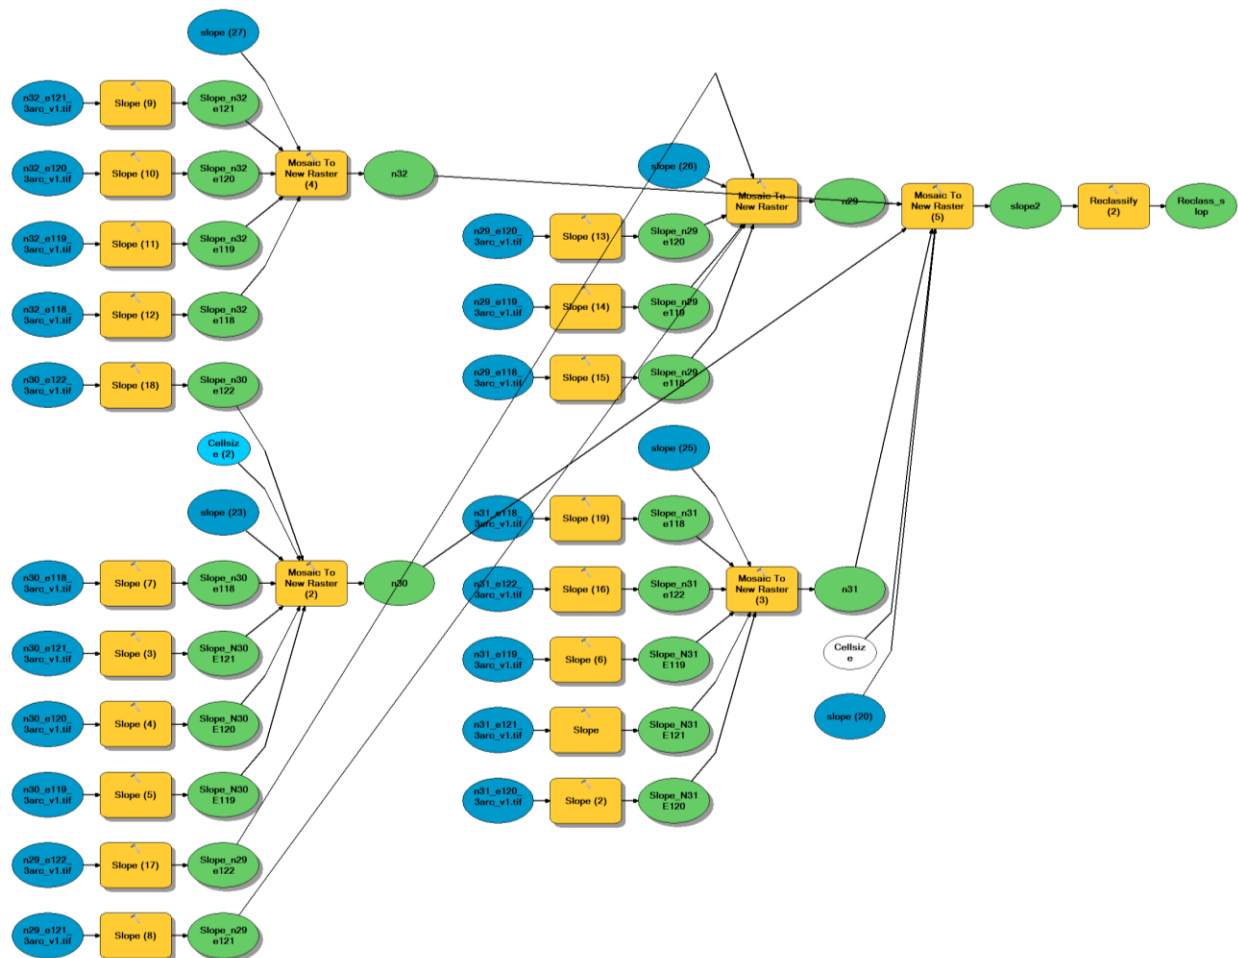 slope (27)
n32_e121_
3arc_v1.tif
Slope (9)
Slope_n32
e121
n32_e120_
3arc_v1.tif
Slope (10)
Slope_n32
e120
Mosaic To
New Raster
(4)
n32
n32_e119_
3arc_v1.tif
Slope (11)
Slope_n32
e119
n32_e118_
3arc_v1.tif
Slope (12)
Slope_n32
e118
n30_e122_
3arc_v1.tif
Slope (18)
Slope_n30
e122
Cellsiz
e (2)
slope (23)
n30_e118_
3arc_v1.tif
Slope (7)
Slope_n30
e118
Mosaic To
New Raster
(2)
n30
n30_e121_
3arc_v1.tif
Slope (3)
Slope_N30
E121
n30_e120_
3arc_v1.tif
Slope (4)
Slope_N30
E120
n30_e119_
3arc_v1.tif
Slope (5)
Slope_N30
E119
n29_e122_
3arc_v1.tif
Slope (17)
Slope_n29
e122
n29_e121_
3arc_v1.tif
Slope (8)
Slope_n29
e121
slope (26)
Mosaic To
New Raster
n29
n29_e120_
3arc_v1.tif
Slope (13)
Slope_n29
e120
n29_e119_
3arc_v1.tif
Slope (14)
Slope_n29
e119
n29_e118_
3arc_v1.tif
Slope (15)
Slope_n29
e118
slope (25)
n31_e118_
3arc_v1.tif
Slope (19)
Slope_n31
e118
n31_e122_
3arc_v1.tif
Slope (16)
Slope_n31
e122
Mosaic To
New Raster
(3)
n31
n31_e119_
3arc_v1.tif
Slope (6)
Slope_N31
E119
n31_e121_
3arc_v1.tif
Slope
Slope_N31
E121
n31_e120_
3arc_v1.tif
Slope (2)
Slope_N31
E120
Cellsiz
e
slope (20)
Mosaic To
New Raster
(5)
slope2
Reclassify
(2)
Reclass_s
lop